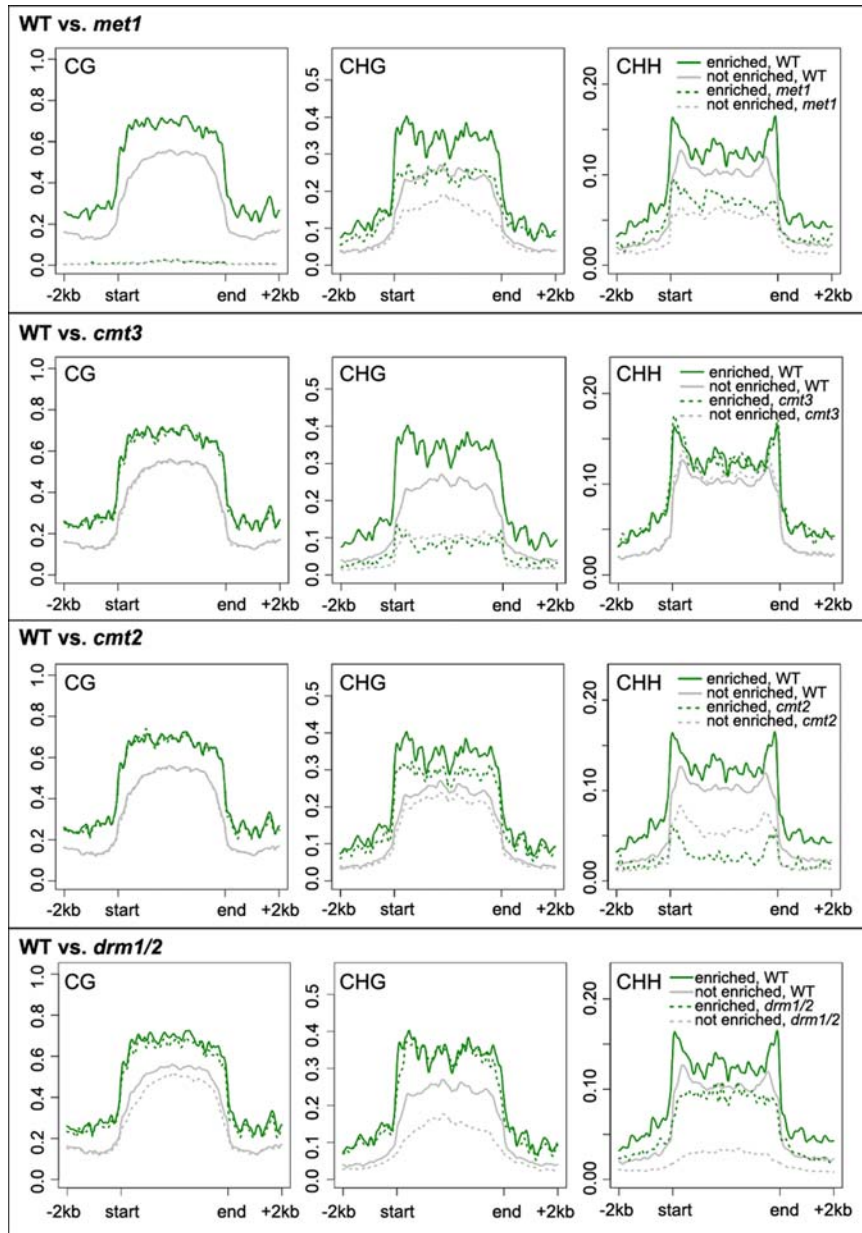 WT vs. met1
CG
CHG
CHH
enriched, WT
not enriched, WT
enriched, met1
not enriched, met1
0.0 0.2 0.4 0.6 0.8 1.0
0.0 0.1 0.2 0.3 0.4 0.5
0.00 0.10 0.20
-2kb start end +2kb
-2kb start end +2kb
-2kb start end +2kb
WT vs. cmt3
CG
CHG
CHH
enriched, WT
not enriched, WT
enriched, cmt3
not enriched, cmt3
0.0 0.2 0.4 0.6 0.8 1.0
0.0 0.1 0.2 0.3 0.4 0.5
0.00 0.10 0.20
-2kb start end +2kb
-2kb start end +2kb
-2kb start end +2kb
WT vs. cmt2
CG
CHG
CHH
enriched, WT
not enriched, WT
enriched, cmt2
not enriched, cmt2
0.0 0.2 0.4 0.6 0.8 1.0
0.0 0.1 0.2 0.3 0.4 0.5
0.00 0.10 0.20
-2kb start end +2kb
-2kb start end +2kb
-2kb start end +2kb
WT vs. drm1/2
CG
CHG
CHH
enriched, WT
not enriched, WT
enriched, drm1/2
not enriched, drm1/2
0.0 0.2 0.4 0.6 0.8 1.0
0.0 0.1 0.2 0.3 0.4 0.5
0.00 0.10 0.20
-2kb start end +2kb
-2kb start end +2kb
-2kb start end +2kb